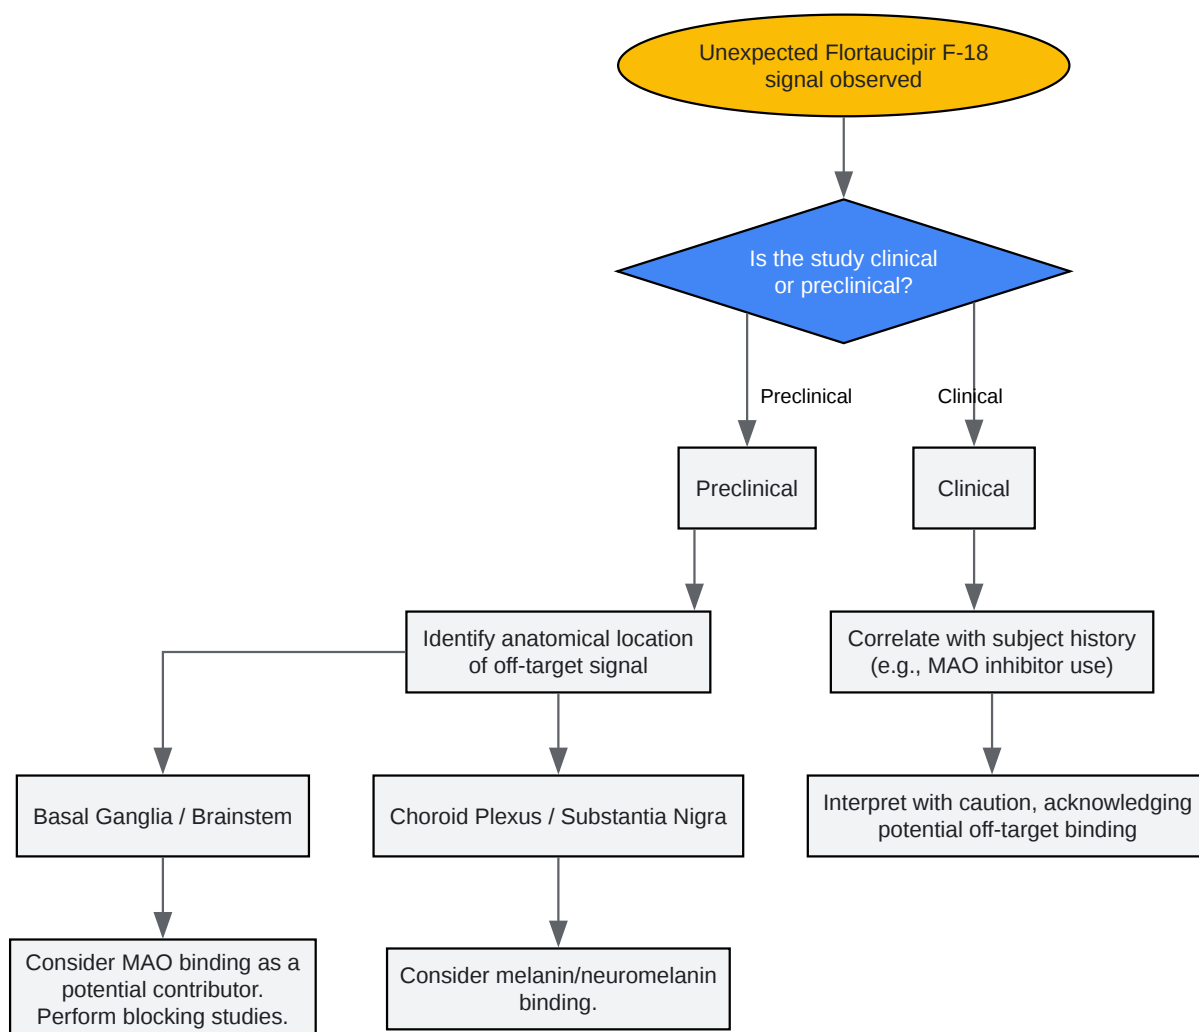 Unexpected Flortaucipir F-18
signal observed
Is the study clinical
or preclinical?
Preclinical
Clinical
Preclinical
Clinical
Identify anatomical location
of off-target signal
Correlate with subject history
(e.g., MAO inhibitor use)
Basal Ganglia / Brainstem
Choroid Plexus / Substantia Nigra
Interpret with caution, acknowledging
potential off-target binding
Consider MAO binding as a
potential contributor.
Perform blocking studies.
Consider melanin/neuromelanin
binding.